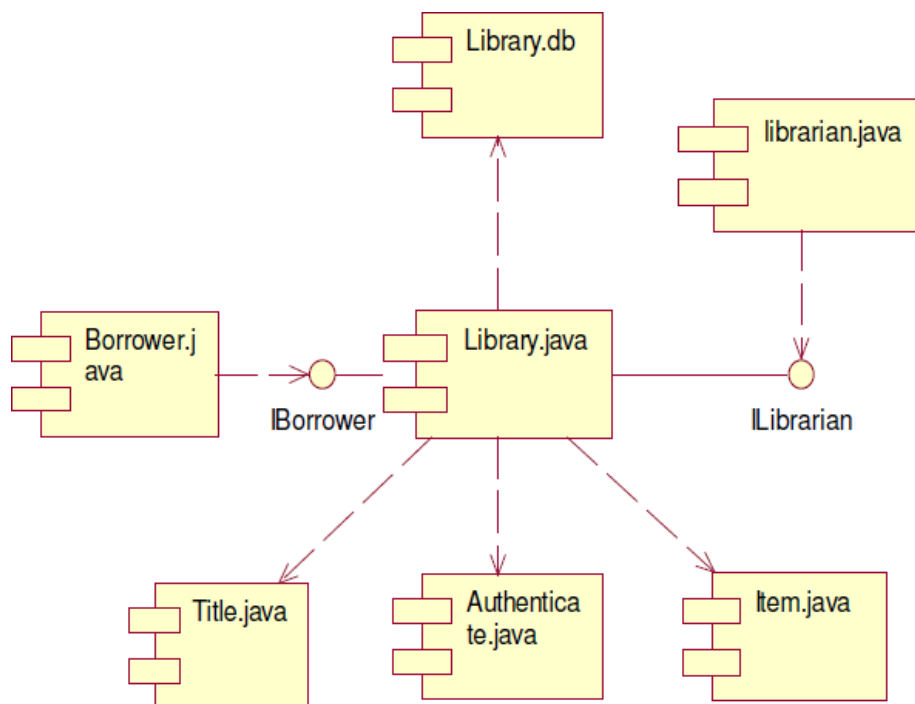 Library.db
librarian.java
Borrower.j
ava
Library.java
IBorrower
ILibrarian
Title.java
Authentica
te.java
Item.java